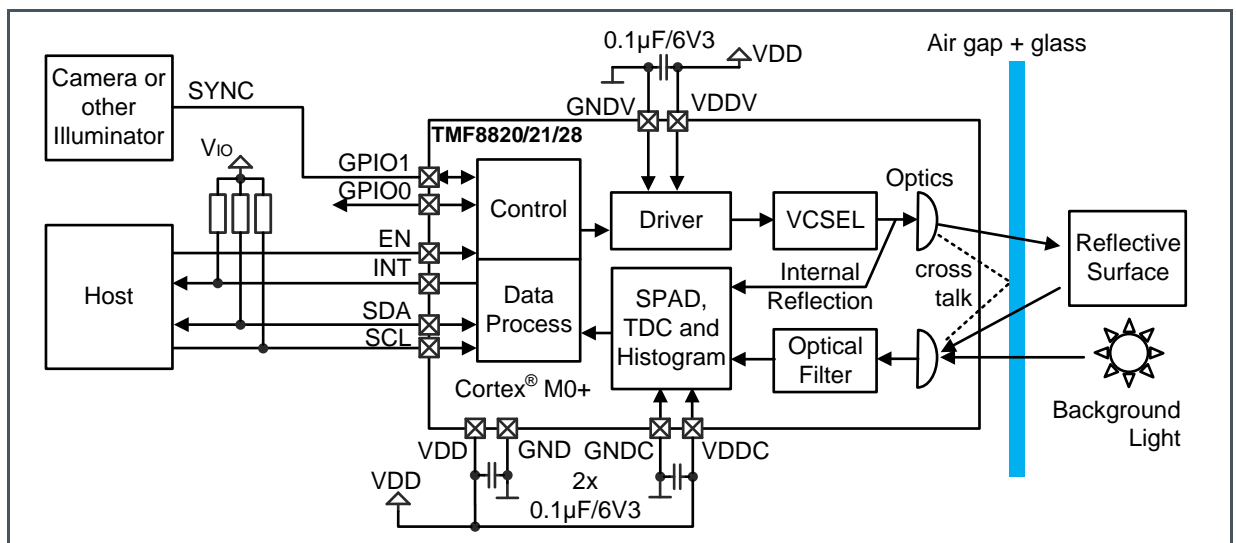 0.1µF/6V3
VDD
Air gap + glass
Camera or
other
Illuminator
SYNC
GNDV
VDDV
TMF8820/21/28
VIO
GPIO1
GPIO0
Control
Driver
VCSEL
Optics
Reflective
Surface
EN
INT
Host
Data
Process
SDA
SCL
Internal
Reflection
cross
talk
SPAD,
TDC and
Histogram
Optical
Filter
Cortex® M0+
Background
Light
VDD
GND
GNDC
VDDC
VDD
2x
0.1µF/6V3